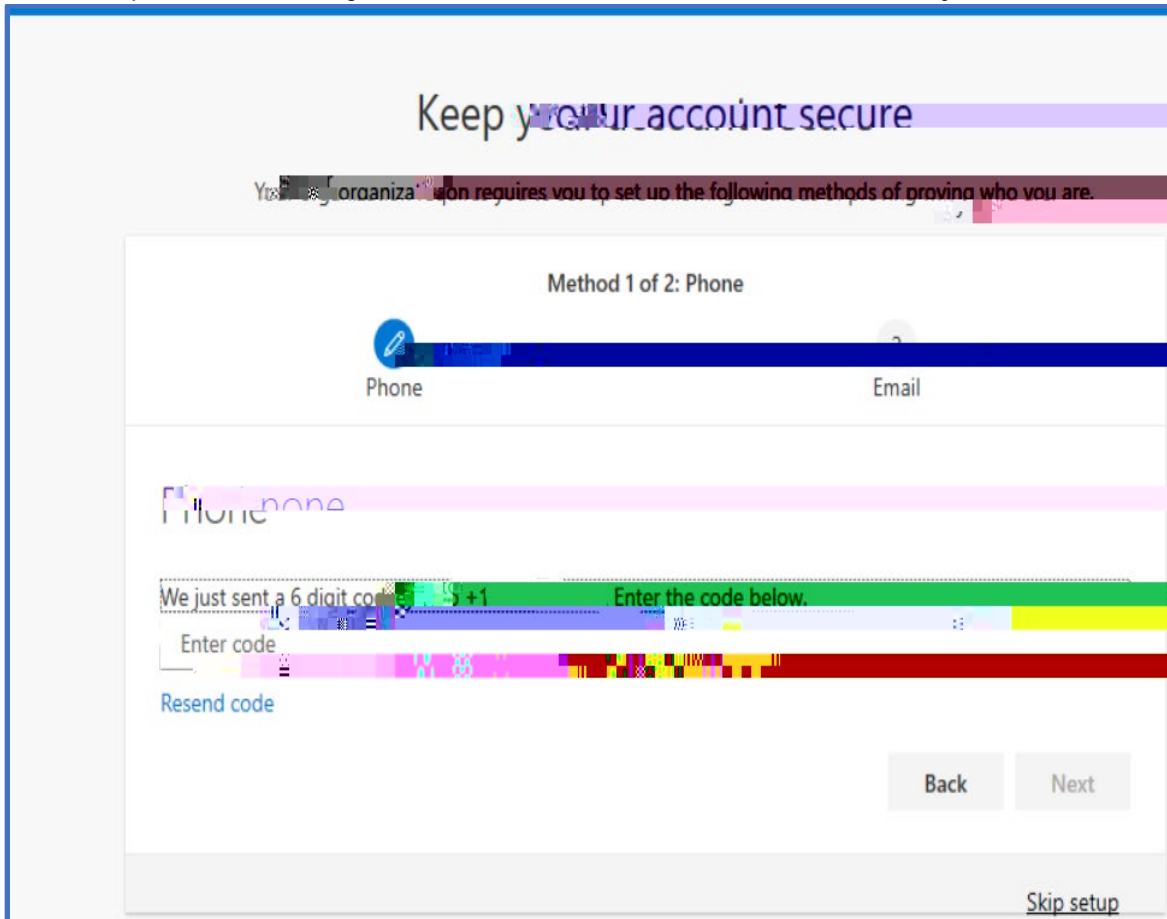 Keep your account secure
organization requires you to set up the following methods of proving who you are.
Method 1 of 2: Phone
Phone
Email
Phone
We just sent a 6 digit code +1 Enter the code below.
Enter code
Resend code
Back Next
Skip setup